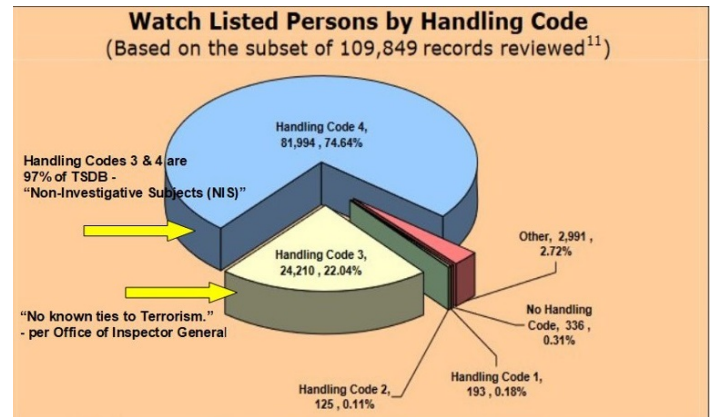 Watch Listed Persons by Handling Code
(Based on the subset of 109,849 records reviewed11)
Handling Code 4,
81,994 , 74.64%
Handling Codes 3 & 4 are
97% of TSDB -
“Non-Investigative Subjects (NIS)”
Handling Code 3,
24,210 , 22.04%
Other, 2,991 ,
2.72%
“No known ties to Terrorism.”
- per Office of Inspector General
No Handling
Code, 336 ,
0.31%
Handling Code 2,
125 , 0.11%
Handling Code 1,
193 , 0.18%